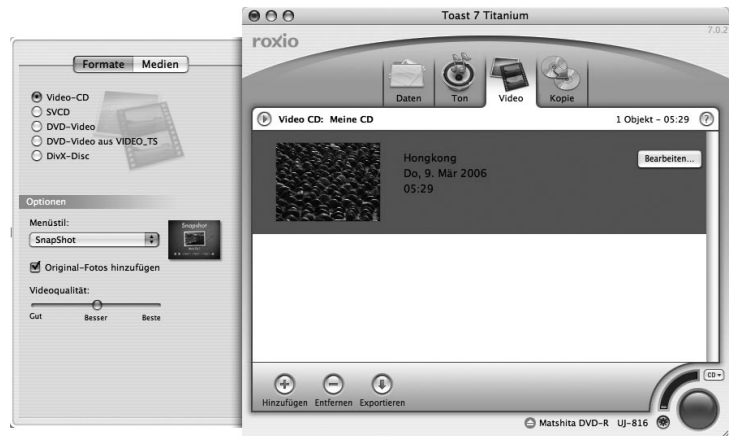 Toast 7 Titanium
roxio
7.0.2
Formate Medien
Video-CD
SVCD
DVD-Video
DVD-Video aus VIDEO_TS
DivX-Disc
Optionen
Menüstil:
SnapShot
Snapshot
Original-Fotos hinzufügen
Videoqualität:
Gut Besser Beste
Daten Ton Video Kopie
Video CD: Meine CD 1 Objekt – 05:29 ?
Hongkong
Do, 9. Mär 2006
05:29
Bearbeiten...
Hinzufügen Entfernen Exportieren
CD
Matshita DVD-R UJ-816